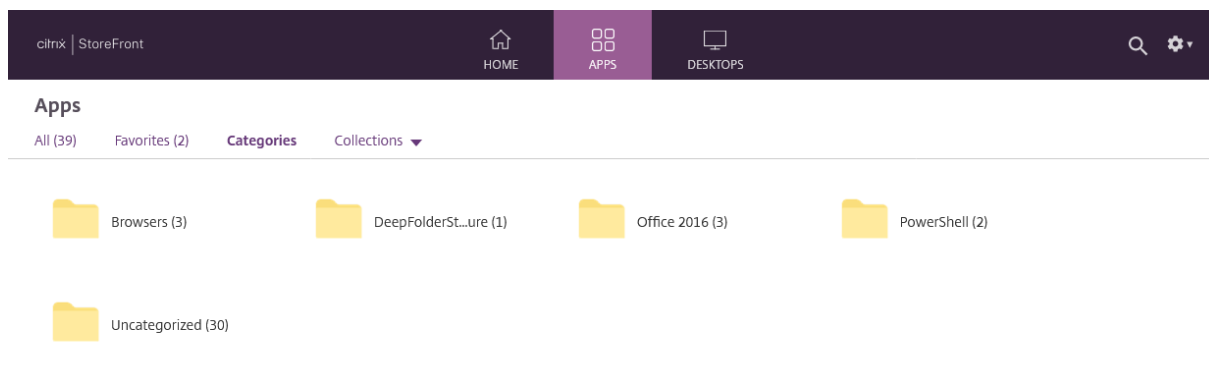 citrix | StoreFront
HOME
APPS
DESKTOPS
Apps
All (39)
Favorites (2)
Categories
Collections
Browsers (3)
DeepFolderSt...ure (1)
Office 2016 (3)
PowerShell (2)
Uncategorized (30)